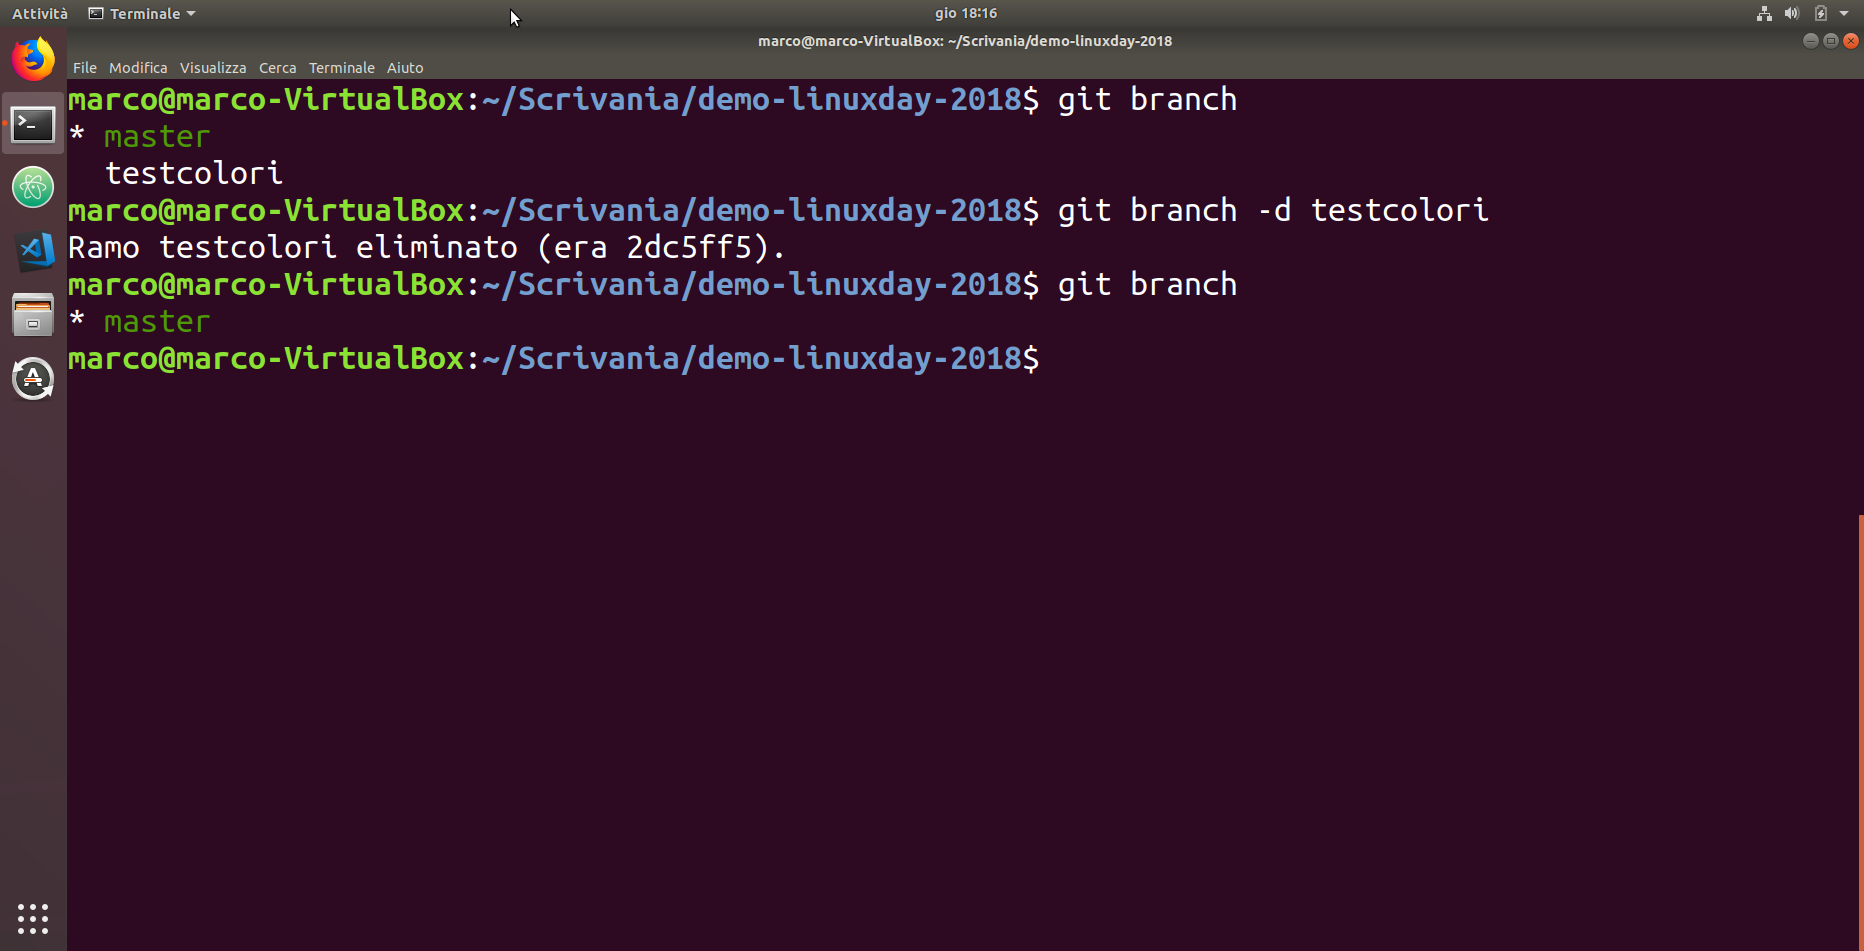 Attività Terminale gio 18:16
marco@marco-VirtualBox: ~/Scrivania/demo-linuxday-2018
File Modifica Visualizza Cerca Terminale Aiuto
marco@marco-VirtualBox:~/Scrivania/demo-linuxday-2018$ git branch
* master
  testcolori
marco@marco-VirtualBox:~/Scrivania/demo-linuxday-2018$ git branch -d testcolori
Ramo testcolori eliminato (era 2dc5ff5).
marco@marco-VirtualBox:~/Scrivania/demo-linuxday-2018$ git branch
* master
marco@marco-VirtualBox:~/Scrivania/demo-linuxday-2018$